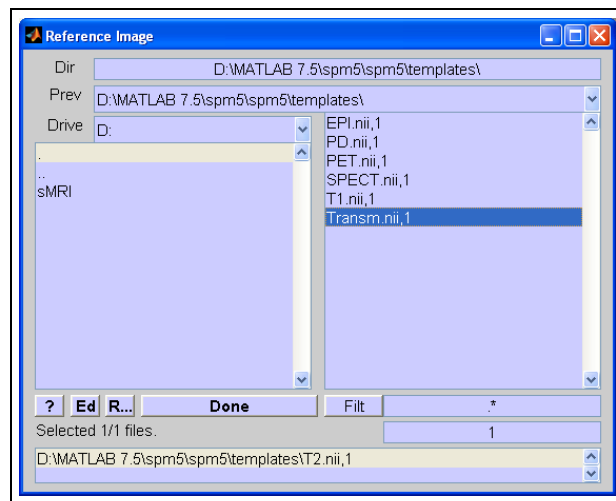 Reference Image
Dir D:\MATLAB 7.5\spm5\spm5\templates\
Prev D:\MATLAB 7.5\spm5\spm5\templates\
Drive D:
.
..
sMRI
EPI.nii,1
PD.nii,1
PET.nii,1
SPECT.nii,1
T1.nii,1
Transm.nii,1
? Ed R... Done Filt .*
Selected 1/1 files. 1
D:\MATLAB 7.5\spm5\spm5\templates\T2.nii,1